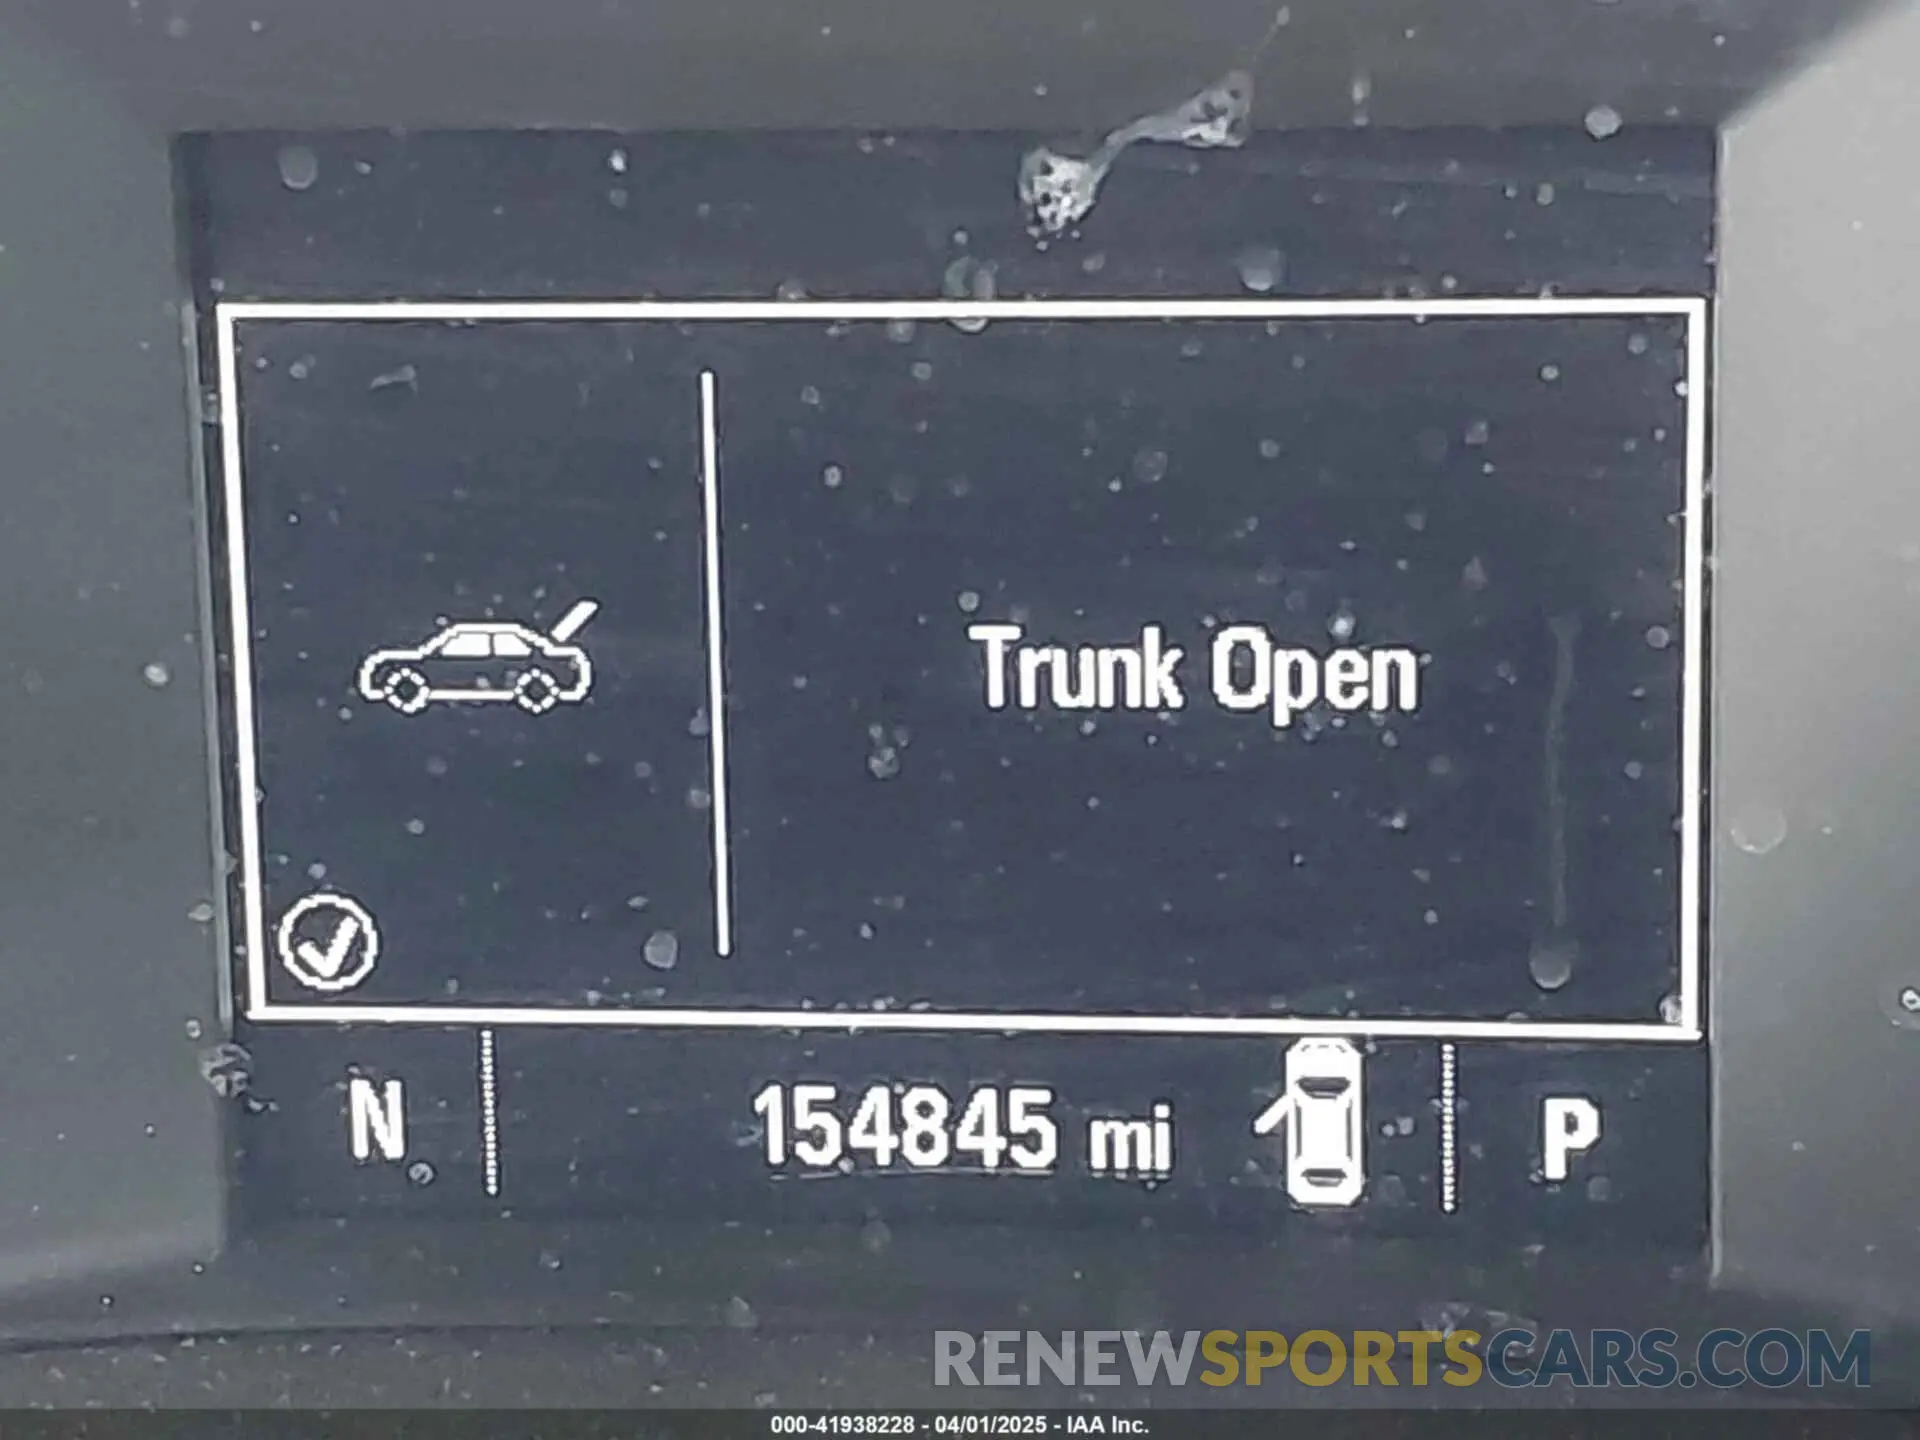 Trunk Open
N 154845 mi P
RENEWSPORTSCARS.COM
000-41938228 - 04/01/2025 - IAA Inc.